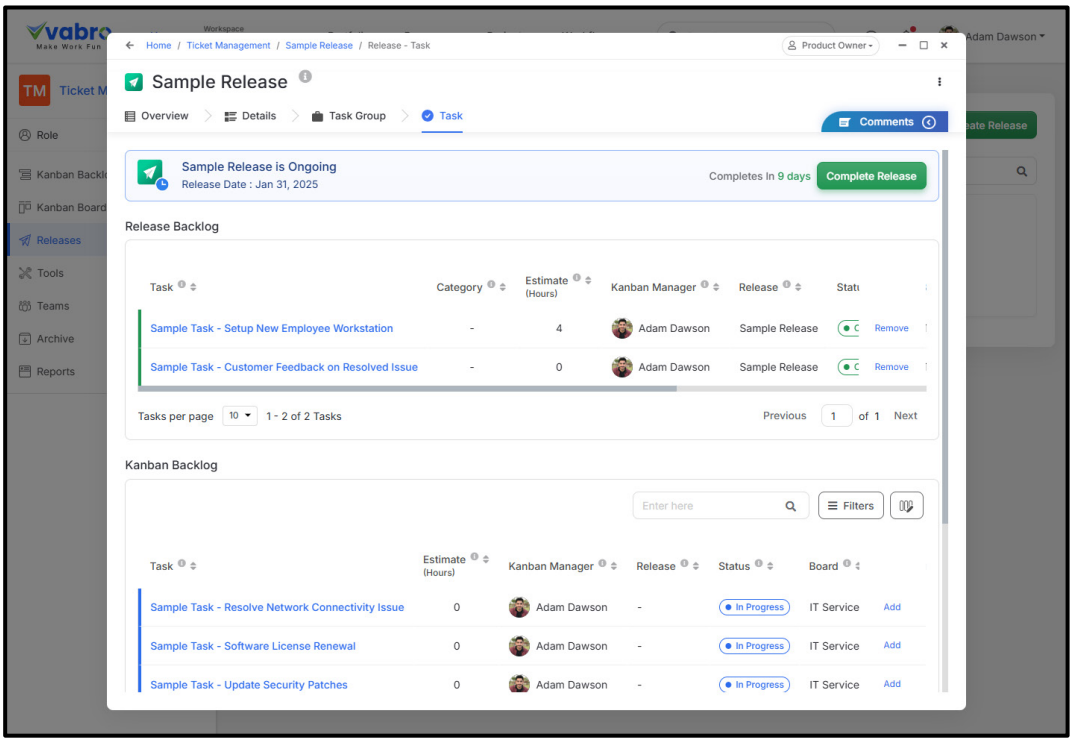 vabro
Make Work Fun
Workspace
Adam Dawson
Home / Ticket Management / Sample Release / Release - Task
Product Owner
TM Ticket M
Sample Release
Overview
Details
Task Group
Task
Comments
eate Release
Role
Kanban Backlo
Kanban Board
Releases
Tools
Teams
Archive
Reports
Sample Release is Ongoing
Release Date : Jan 31, 2025
Completes In 9 days
Complete Release
Release Backlog
Task Category Estimate (Hours) Kanban Manager Release Statu
Sample Task - Setup New Employee Workstation - 4 Adam Dawson Sample Release C Remove
Sample Task - Customer Feedback on Resolved Issue - 0 Adam Dawson Sample Release C Remove
Tasks per page 10 1 - 2 of 2 Tasks Previous 1 of 1 Next
Kanban Backlog
Enter here
Filters
Task Estimate (Hours) Kanban Manager Release Status Board
Sample Task - Resolve Network Connectivity Issue 0 Adam Dawson - In Progress IT Service Add
Sample Task - Software License Renewal 0 Adam Dawson - In Progress IT Service Add
Sample Task - Update Security Patches 0 Adam Dawson - In Progress IT Service Add